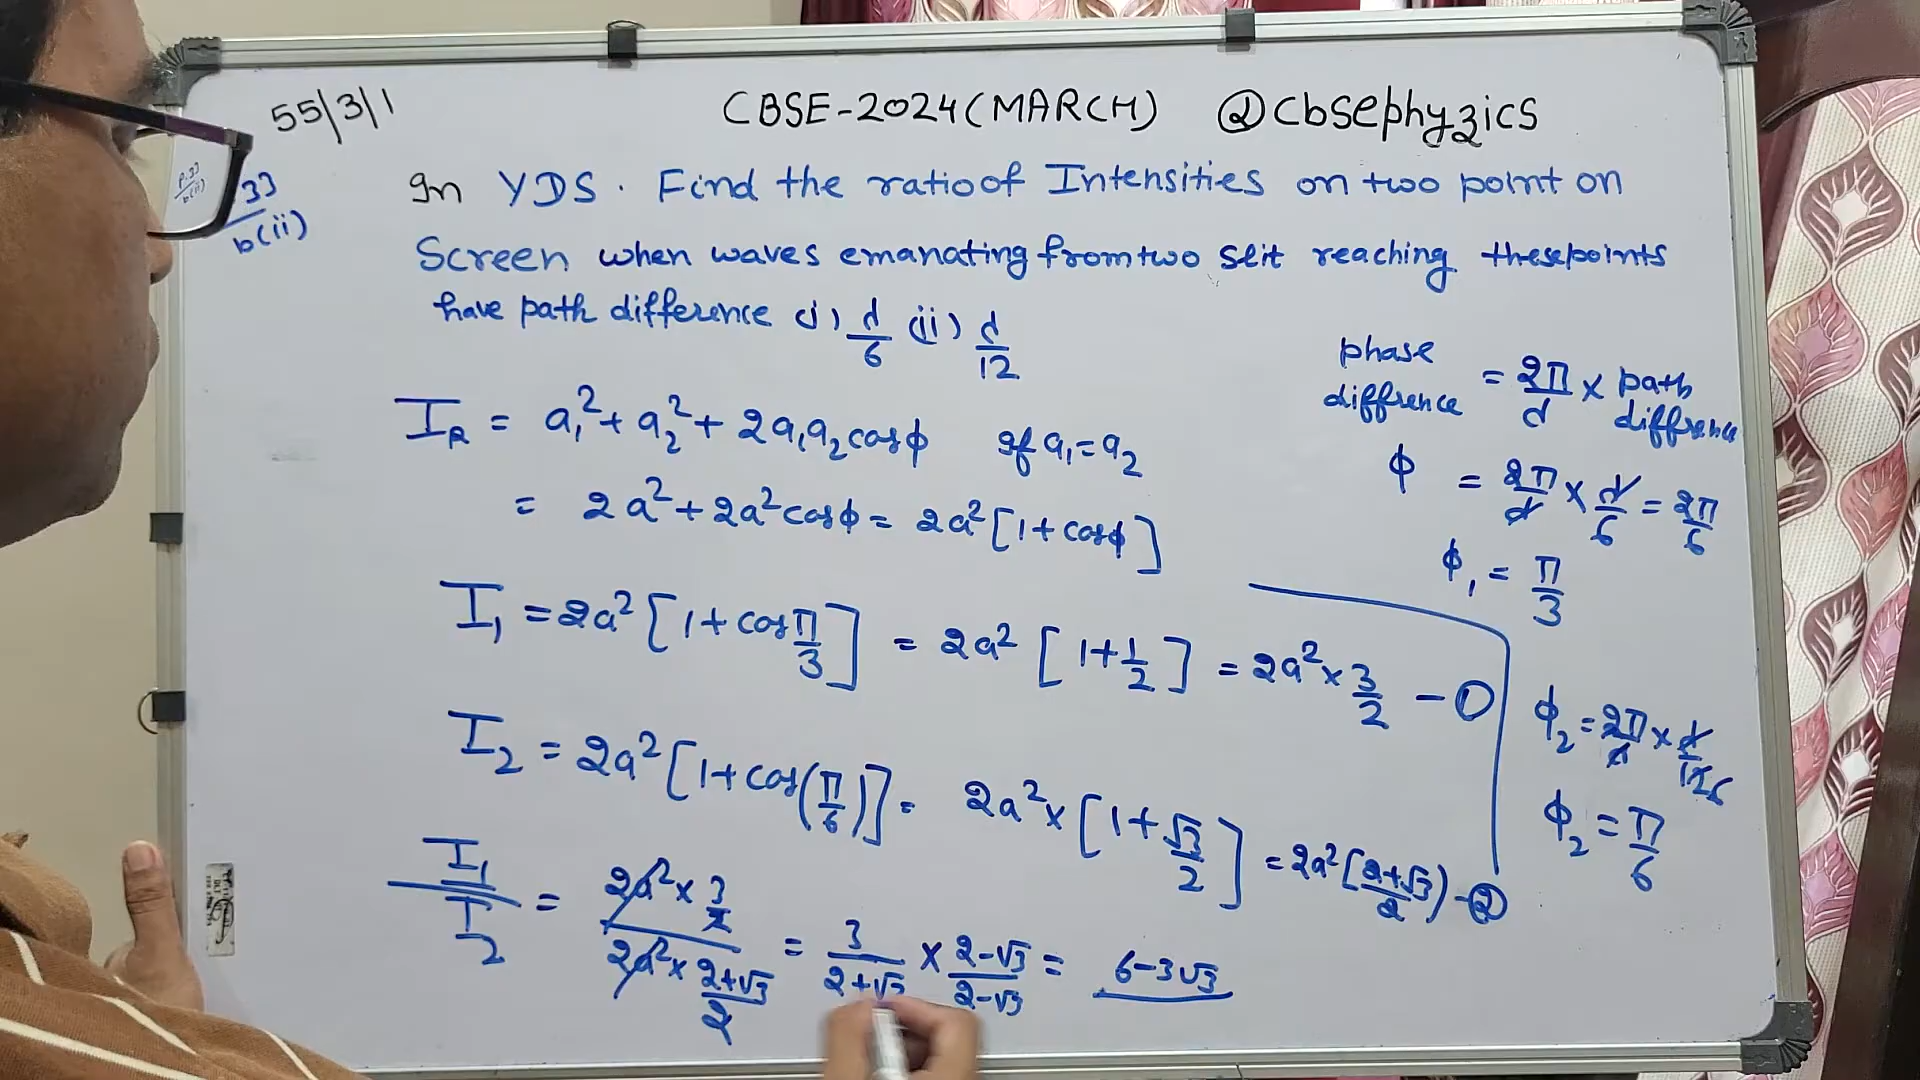 55/3/1
CBSE-2024(MARCH) @cbsephyzics
33
b(ii)
In YDS. Find the ratio of Intensities on two point on
Screen when waves emanating from two slit reaching these points
have path difference (i) d/6 (ii) d/12
I_R = a₁² + a₂² + 2a₁a₂cosϕ If a₁=a₂
= 2a² + 2a²cosϕ = 2a²[1+cosϕ]
I₁ = 2a²[1+cos π/3] = 2a²[1+1/2] = 2a² × 3/2 — ①
I₂ = 2a²[1+cos(π/6)] = 2a² × [1+√3/2] = 2a²[(2+√3)/2) - ②
I₁/I₂ = (2a² × 3/2)/(2a² × (2+√3)/2) = 3/(2+√3) × (2-√3)/(2-√3) = 6-3√3
phase difference = 2π/d × path difference
ϕ = 2π/d × d/6 = 2π/6
ϕ₁ = π/3
ϕ₂ = 2π/d × d/12 6
ϕ₂ = π/6